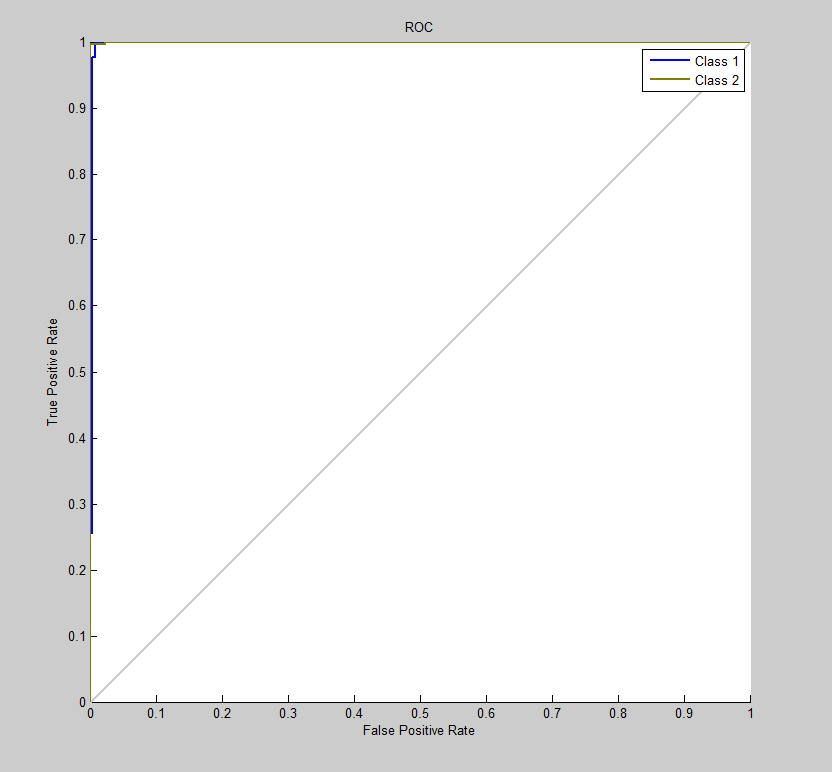 ROC
Class 1
Class 2
1
0.9
0.8
0.7
0.6
0.5
0.4
0.3
0.2
0.1
0
True Positive Rate
0 0.1 0.2 0.3 0.4 0.5 0.6 0.7 0.8 0.9 1
False Positive Rate